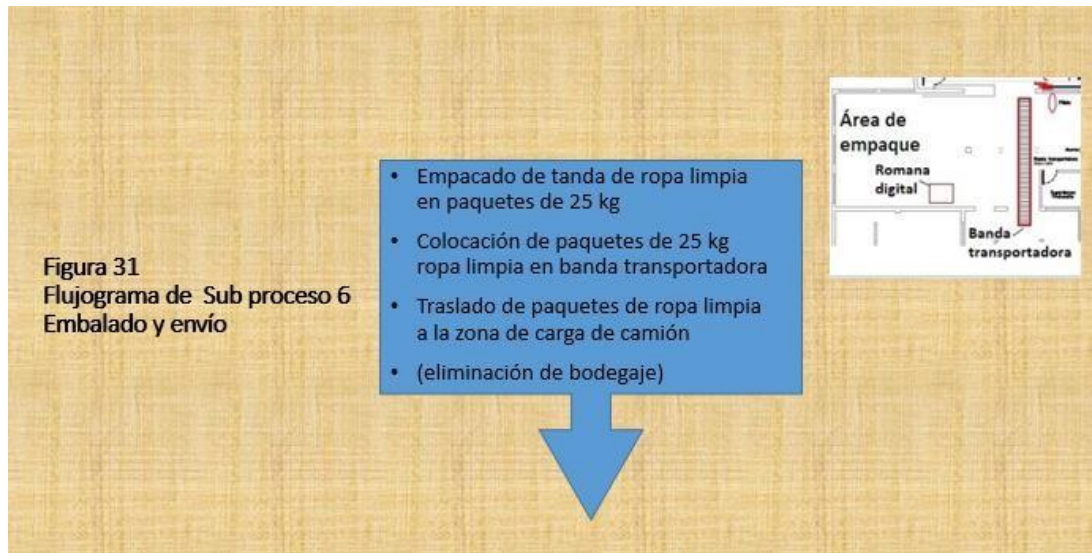 Figura 31
Flujograma de Sub proceso 6
Embalado y envío
• Empacado de tanda de ropa limpia
en paquetes de 25 kg
• Colocación de paquetes de 25 kg
ropa limpia en banda transportadora
• Traslado de paquetes de ropa limpia
a la zona de carga de camión
• (eliminación de bodegaje)
Área de
empaque
Romana
digital
Banda
transportadora